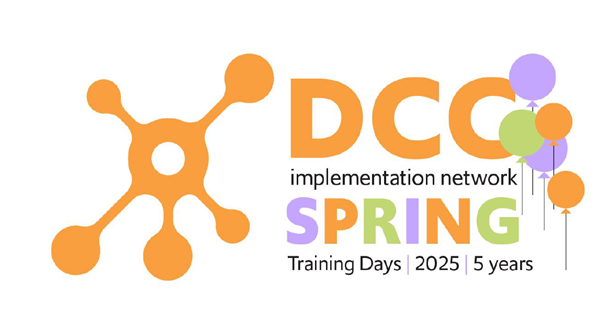 DCC
implementation network
SPRING
Training Days | 2025 | 5 years